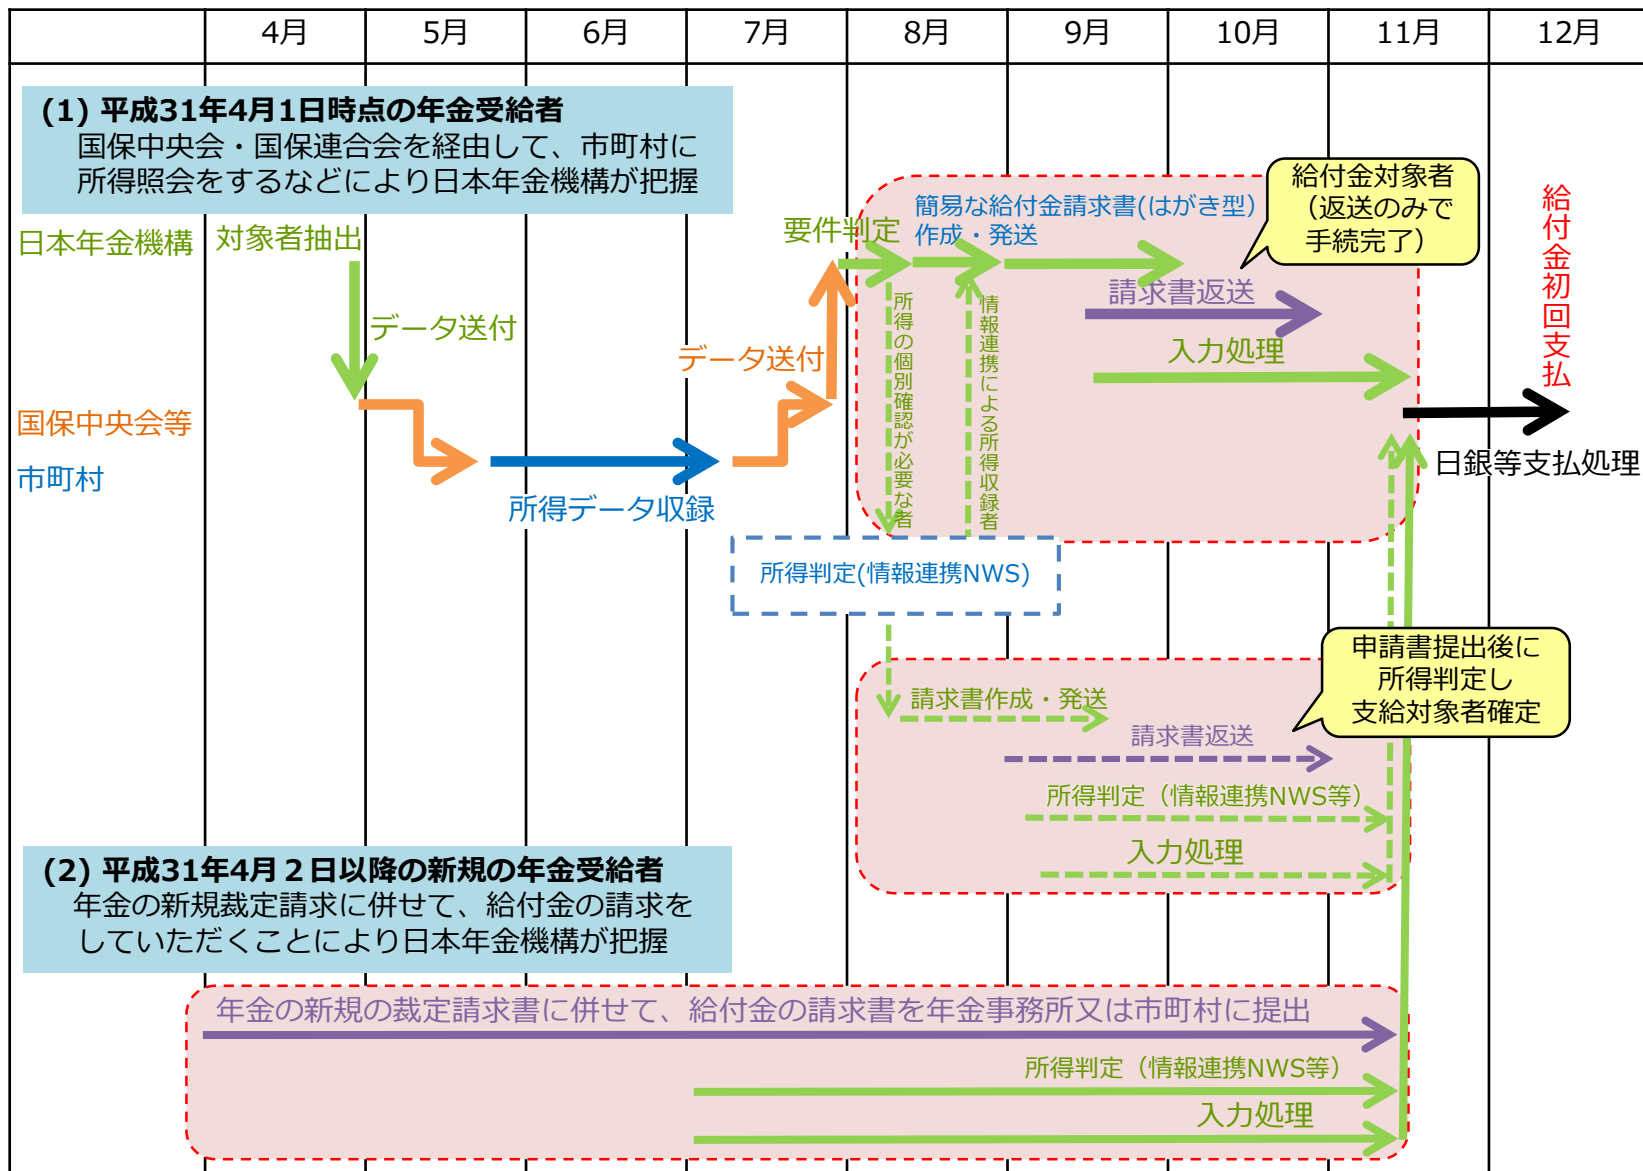 4月 5月 6月 7月 8月 9月 10月 11月 12月
(1) 平成31年4月1日時点の年金受給者
国保中央会・国保連合会を経由して、市町村に
所得照会をするなどにより日本年金機構が把握
給付金対象者
（返送のみで
手続完了）
給付金初回支払
簡易な給付金請求書(はがき型)
作成・発送
日本年金機構
対象者抽出
要件判定
請求書返送
データ送付
所得の個別確認が必要な者
情報連携による所得収録者
入力処理
データ送付
国保中央会等
市町村
日銀等支払処理
所得データ収録
所得判定(情報連携NWS)
申請書提出後に
所得判定し
支給対象者確定
請求書作成・発送
請求書返送
所得判定（情報連携NWS等）
入力処理
(2) 平成31年4月２日以降の新規の年金受給者
年金の新規裁定請求に併せて、給付金の請求を
していただくことにより日本年金機構が把握
年金の新規の裁定請求書に併せて、給付金の請求書を年金事務所又は市町村に提出
所得判定（情報連携NWS等）
入力処理